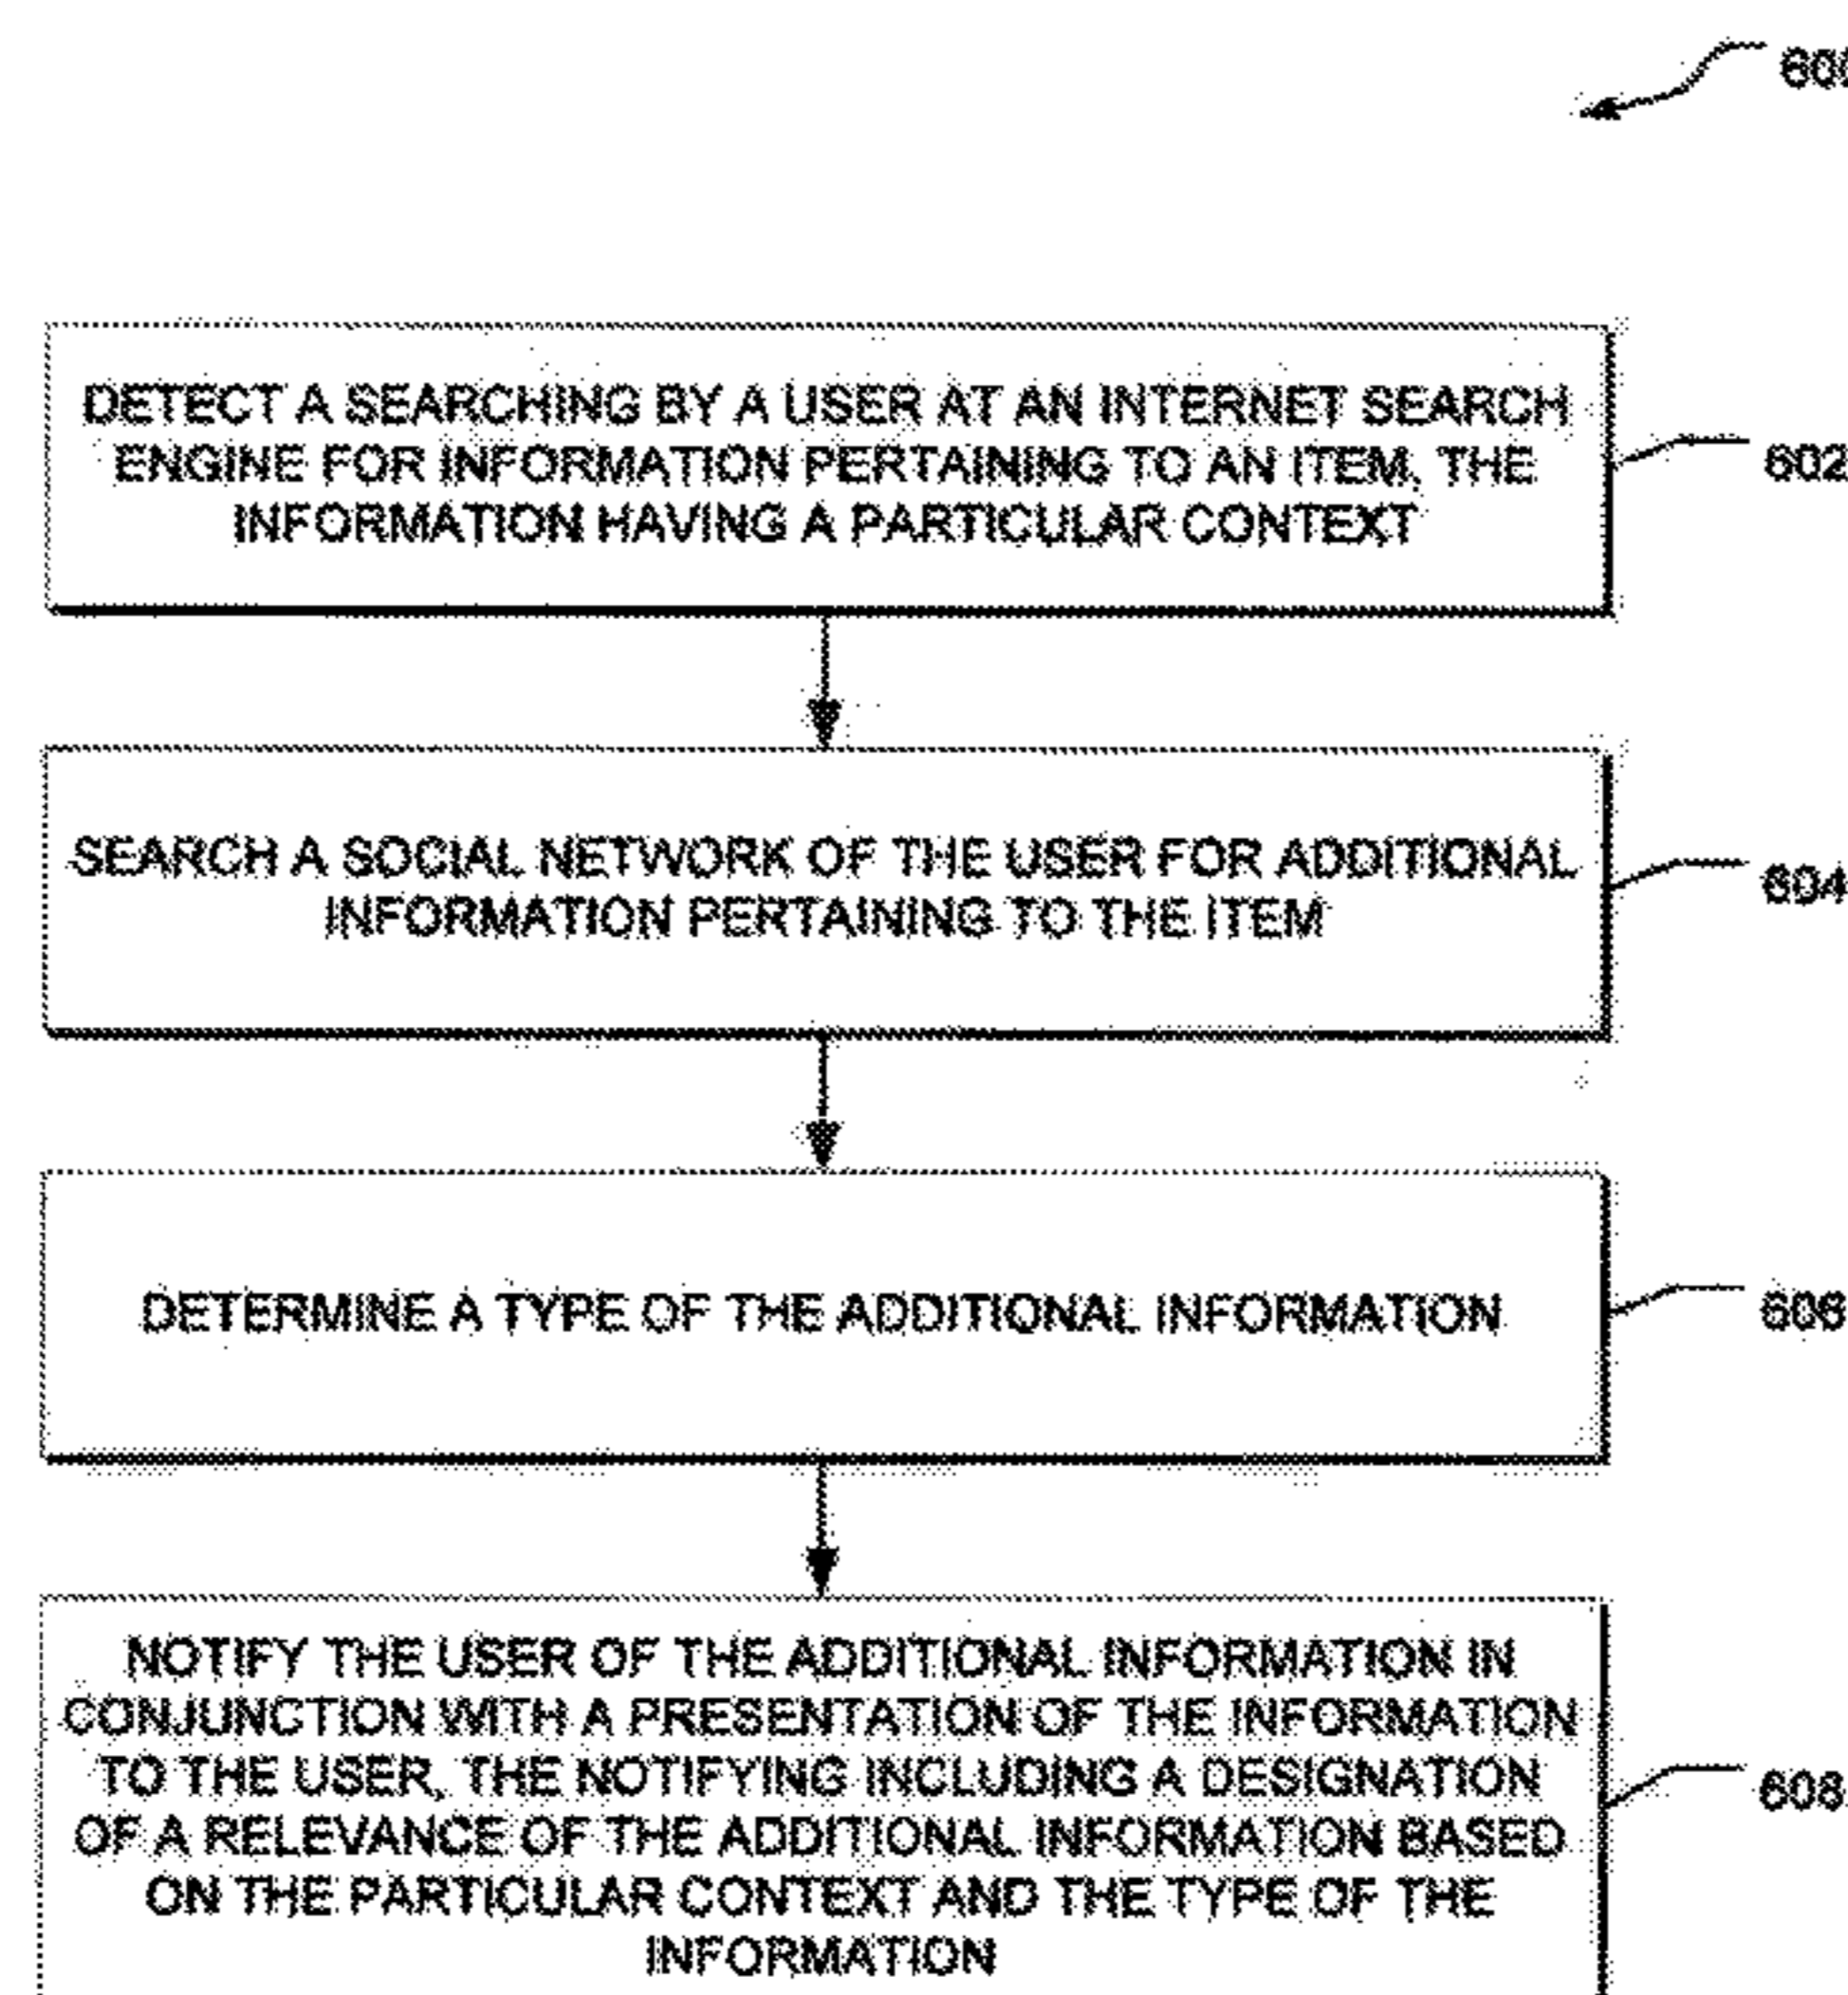 600
DETECT A SEARCHING BY A USER AT AN INTERNET SEARCH
ENGINE FOR INFORMATION PERTAINING TO AN ITEM, THE
INFORMATION HAVING A PARTICULAR CONTEXT
602
SEARCH A SOCIAL NETWORK OF THE USER FOR ADDITIONAL
INFORMATION PERTAINING TO THE ITEM
604
DETERMINE A TYPE OF THE ADDITIONAL INFORMATION
606
NOTIFY THE USER OF THE ADDITIONAL INFORMATION IN
CONJUNCTION WITH A PRESENTATION OF THE INFORMATION
TO THE USER, THE NOTIFYING INCLUDING A DESIGNATION
OF A RELEVANCE OF THE ADDITIONAL INFORMATION BASED
ON THE PARTICULAR CONTEXT AND THE TYPE OF THE
INFORMATION
608